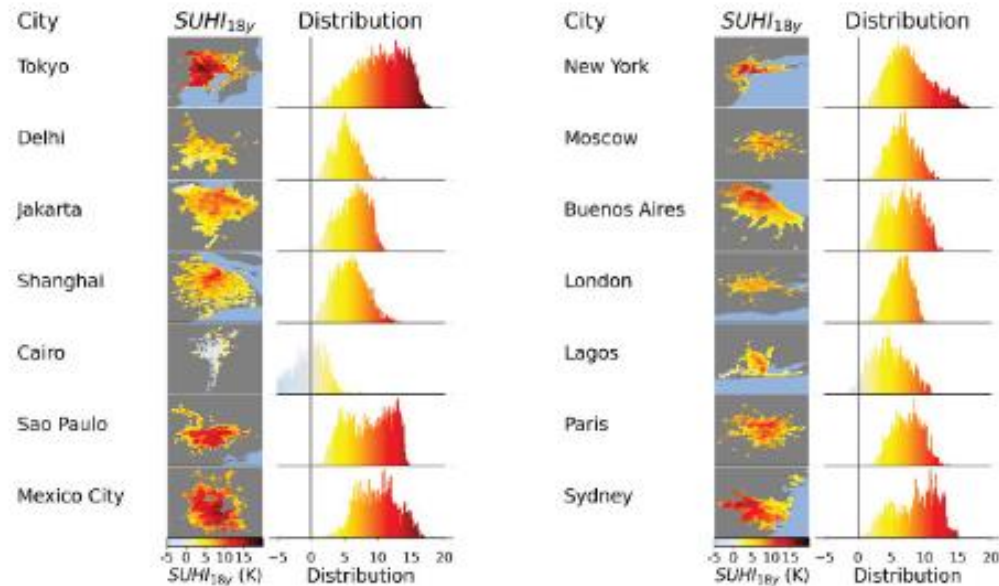 City SUHI18y Distribution City SUHI18y Distribution
Tokyo New York
Delhi Moscow
Jakarta Buenos Aires
Shanghai London
Cairo Lagos
Sao Paulo Paris
Mexico City Sydney
-5 0 5 10 15 -5 0 5 10 15 20 -5 0 5 10 15 -5 0 5 10 15 20
SUHI18y (K) Distribution SUHI18y (K) Distribution